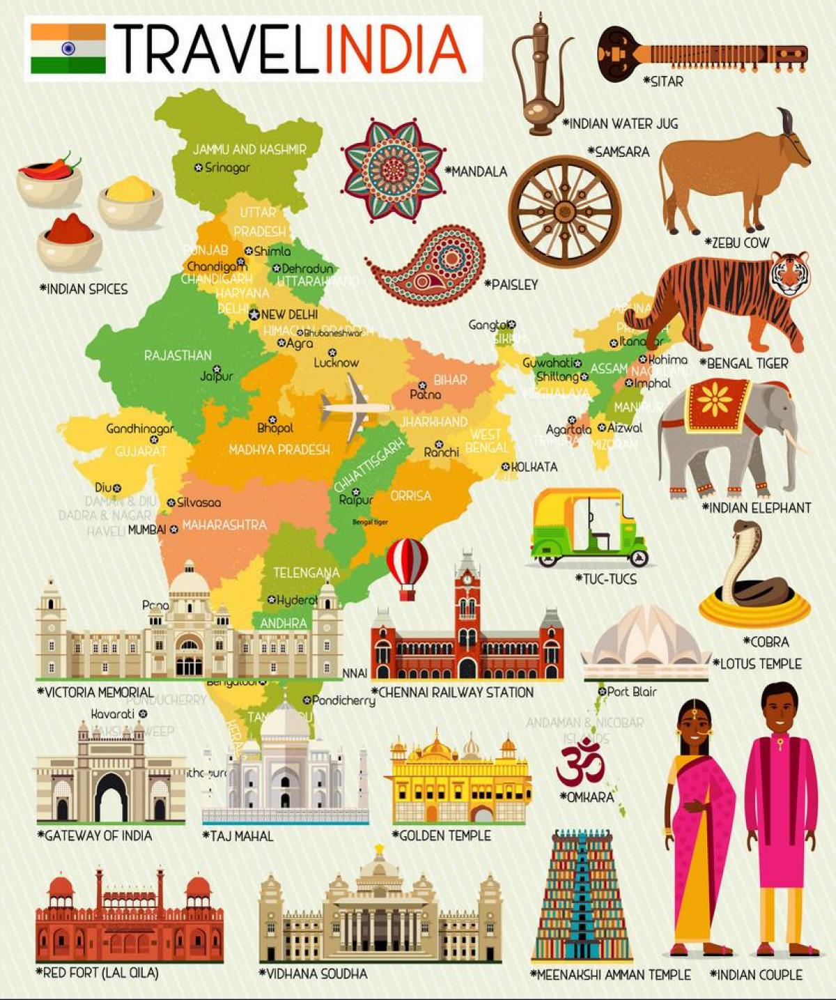 TRAVELINDIA
*SITAR
*INDIAN WATER JUG
*SAMSARA
JAMMU AND KASHMIR
Srinagar
*MANDALA
UTTAR
PRADESH
*ZEBU COW
PUNJAB
Shimla
Chandigarh
Dehradun
CHANDIGARH
UTTARAKHAND
*PAISLEY
*INDIAN SPICES
HARYANA
DELHI
NEW DELHI
Gangtok
HIMACHAL PRADESH
Bhubaneshwar
SIKIM
Agra
Itanagar
RAJASTHAN
Lucknow
Guwahati
Kohima
*BENGAL TIGER
ASSAM
NAGALAND
Jaipur
Shillong
Imphal
BIHAR
Patna
MEGHALAYA
MANIPUR
JHARKHAND
Gandhinagar
Bhopal
Agartala
Aizwal
WEST
BENGAL
TRIPURA
MIZORAM
GUJARAT
MADHYA PRADESH
CHHATTISGARH
Ranchi
KOLKATA
Diu
Raipur
ORRISA
DAMAN & DIU
Silvasaa
*INDIAN ELEPHANT
DADRA & NAGAR
HAVELI
MUMBAI
MAHARASHTRA
Bengal tiger
TELENGANA
*TUC-TUCS
Hyderat
ANDHRA
*COBRA
*LOTUS TEMPLE
NNAI
*VICTORIA MEMORIAL
*CHENNAI RAILWAY STATION
Port Blair
PONDUCHERRY
Pondicherry
Kavarati
ANDAMAN & NICOBAR
ISLANDS
KERALA
*OMKARA
*GATEWAY OF INDIA
*TAJ MAHAL
*GOLDEN TEMPLE
*RED FORT (LAL QILA)
*VIDHANA SOUDHA
*MEENAKSHI AMMAN TEMPLE
*INDIAN COUPLE